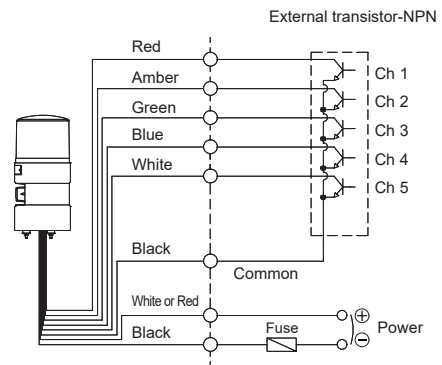 External transistor-NPN
Red
Ch 1
Amber
Ch 2
Green
Ch 3
Blue
Ch 4
White
Ch 5
Black
Common
White or Red
Fuse
+
Power
Black
−